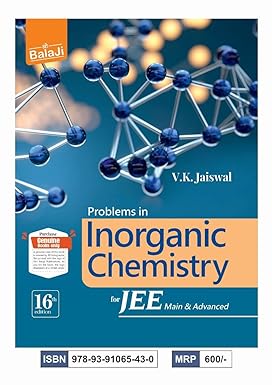 BalaJi
V.K. Jaiswal
Problems in
Inorganic
Chemistry
for JEE Main & Advanced
Purchase
Genuine
Books only
16th
edition
ISBN 978-93-91065-43-0 MRP 600/-